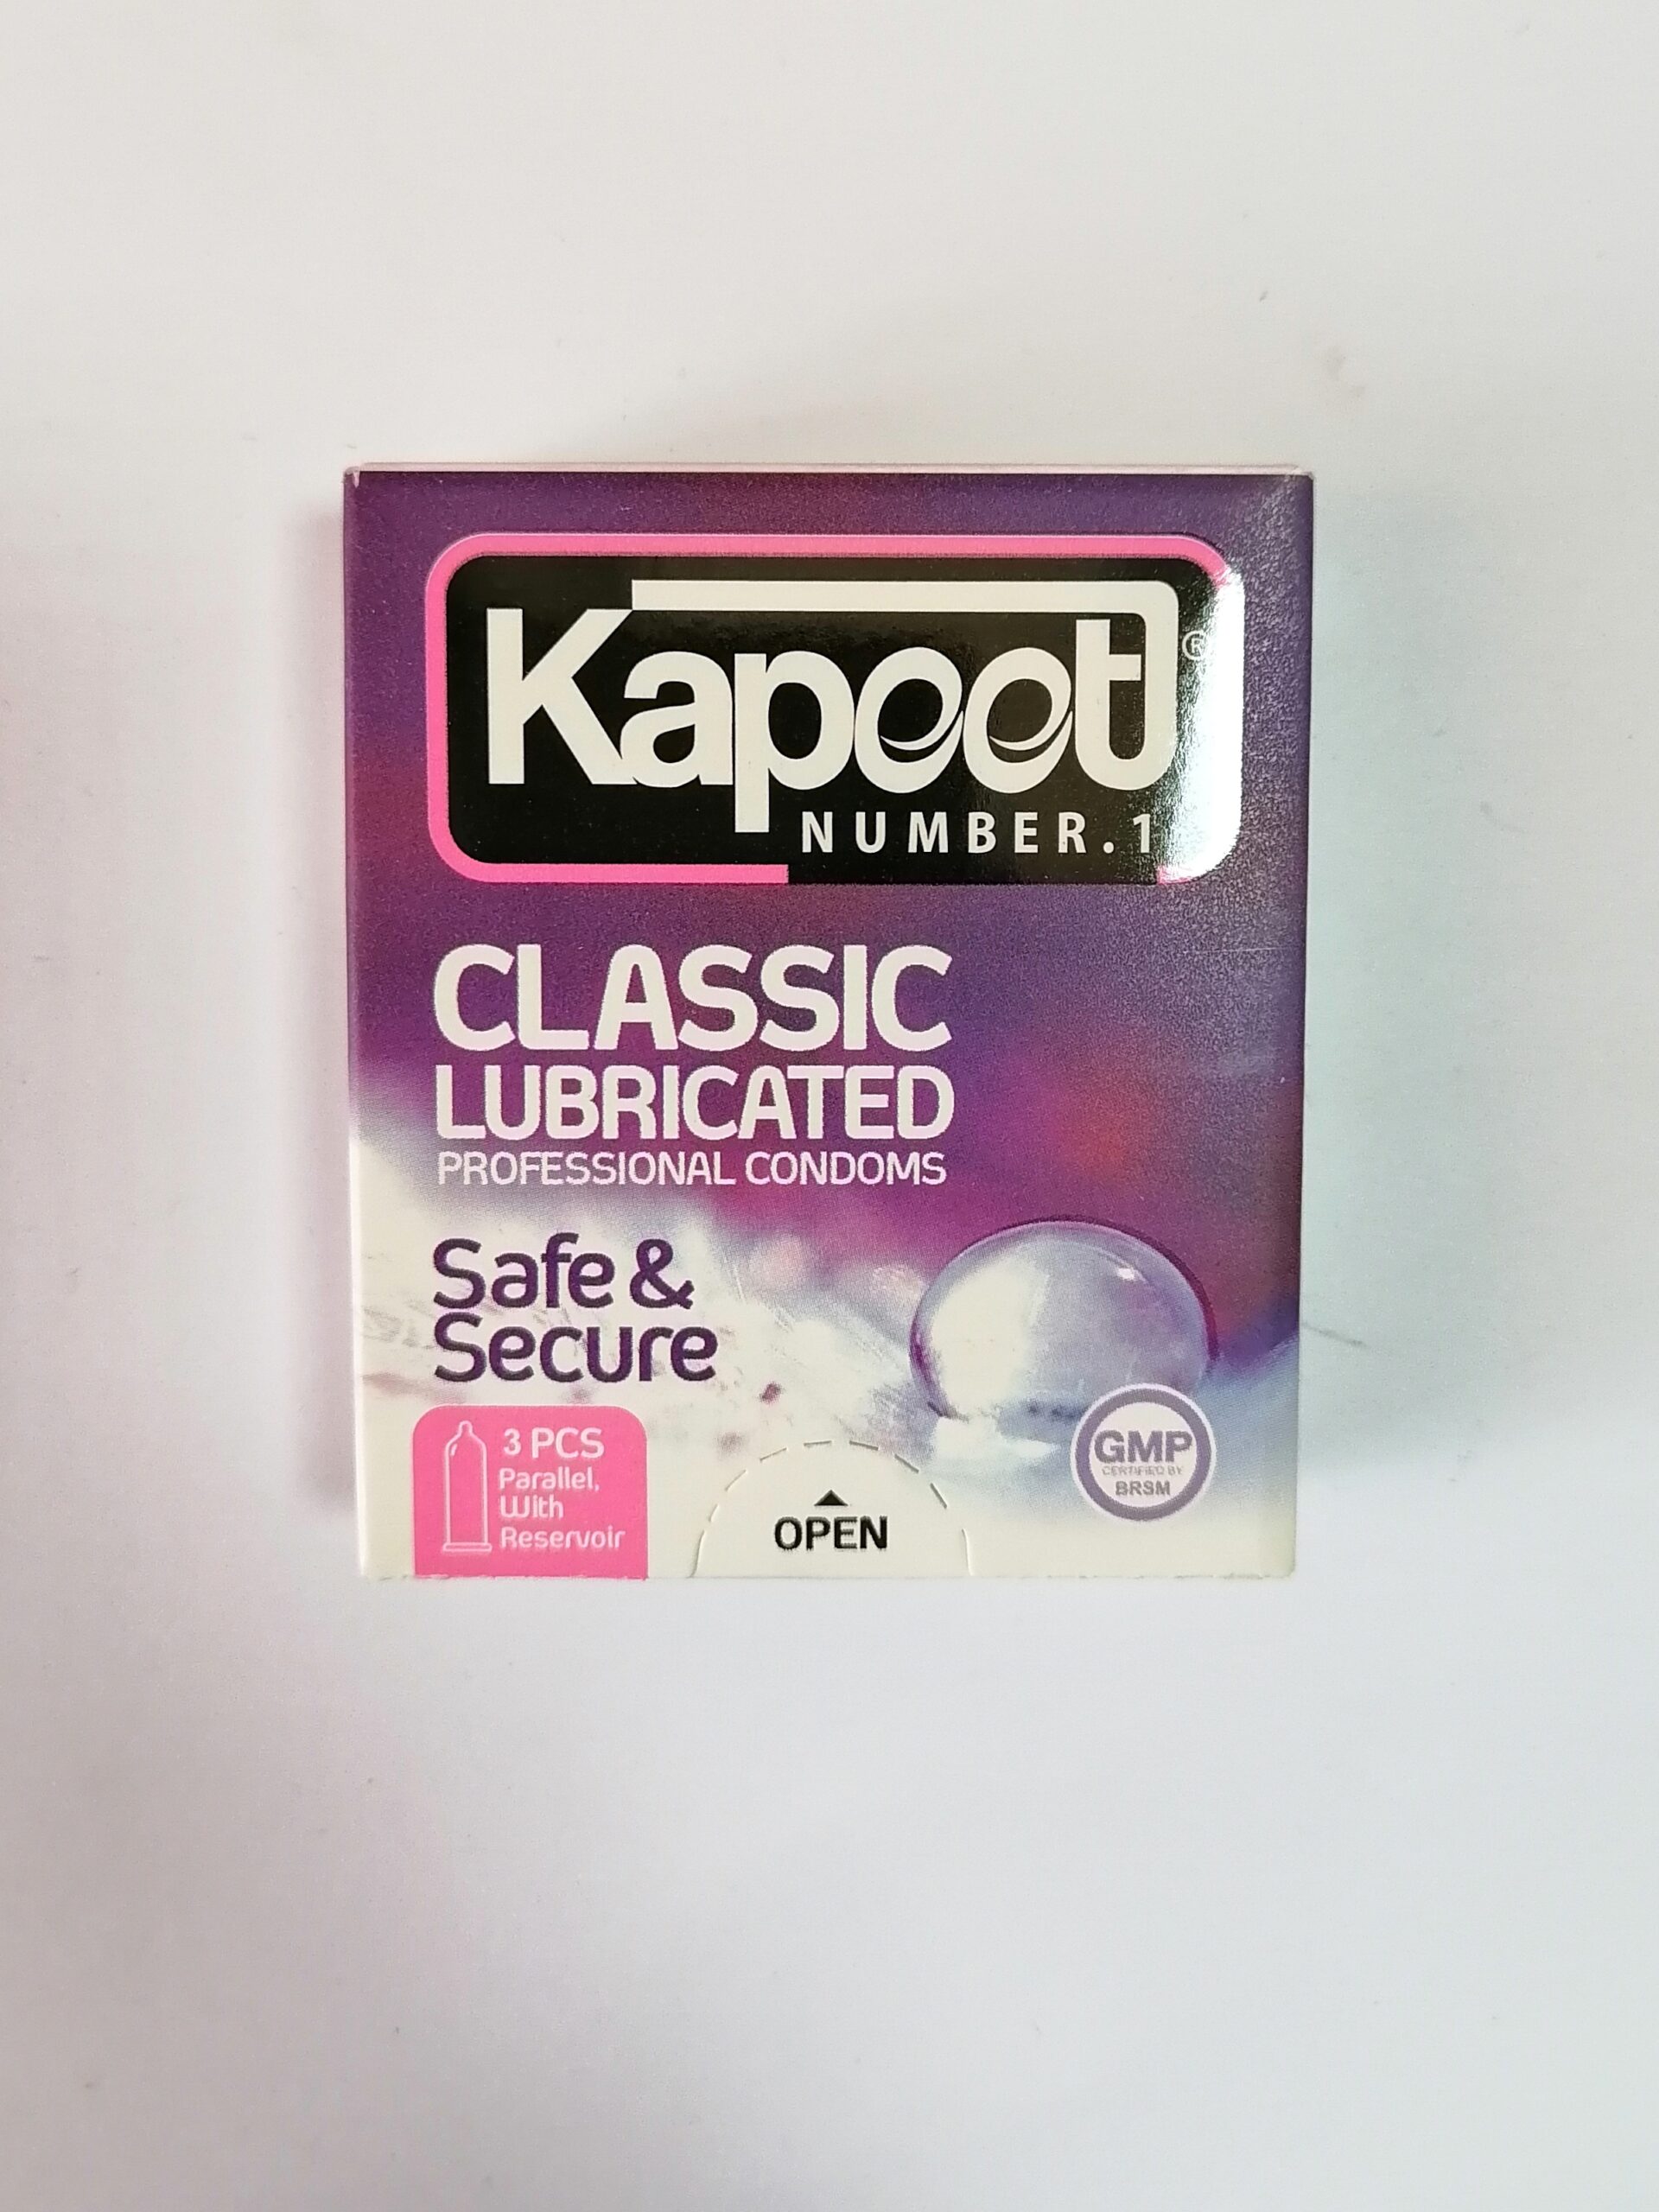 Kapoot®
NUMBER.1
CLASSIC
LUBRICATED
PROFESSIONAL CONDOMS
Safe &
Secure
3 PCS
Parallel,
With
Reservoir
OPEN
GMP
CERTIFIED BY
BRSM